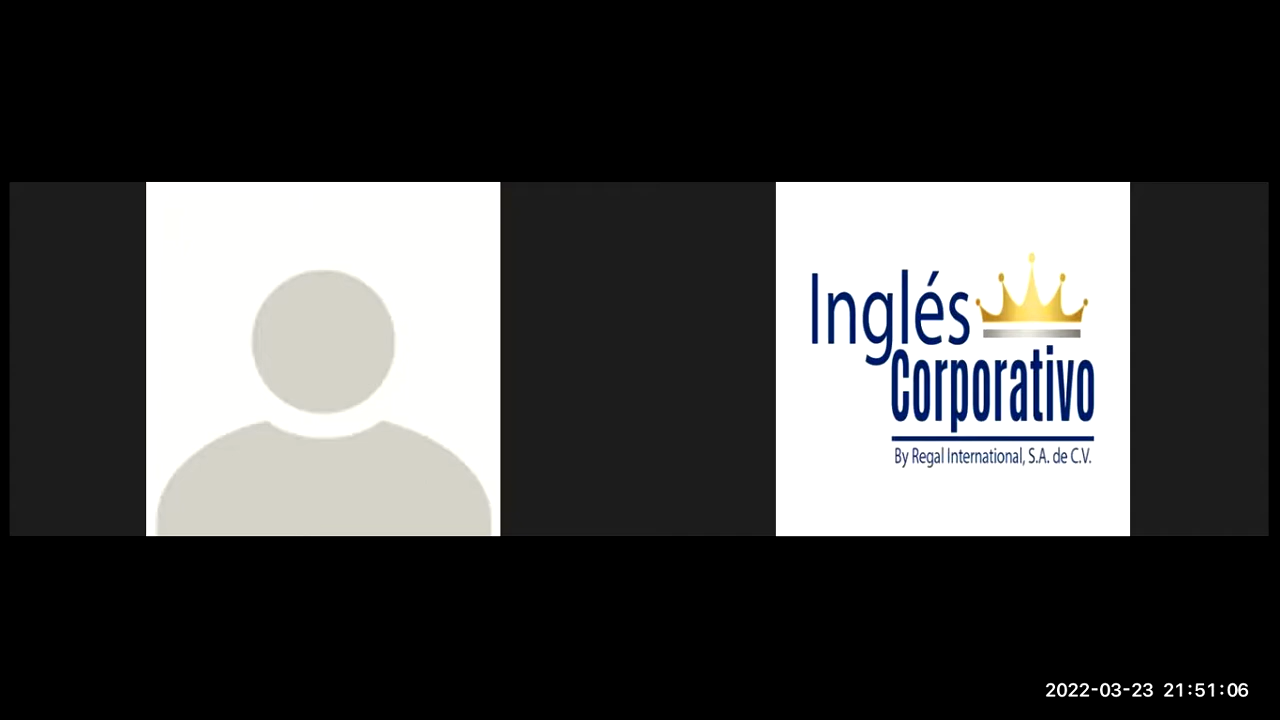 Inglés
Corporativo
By Regal International, S.A. de C.V.
2022-03-23 21:51:06